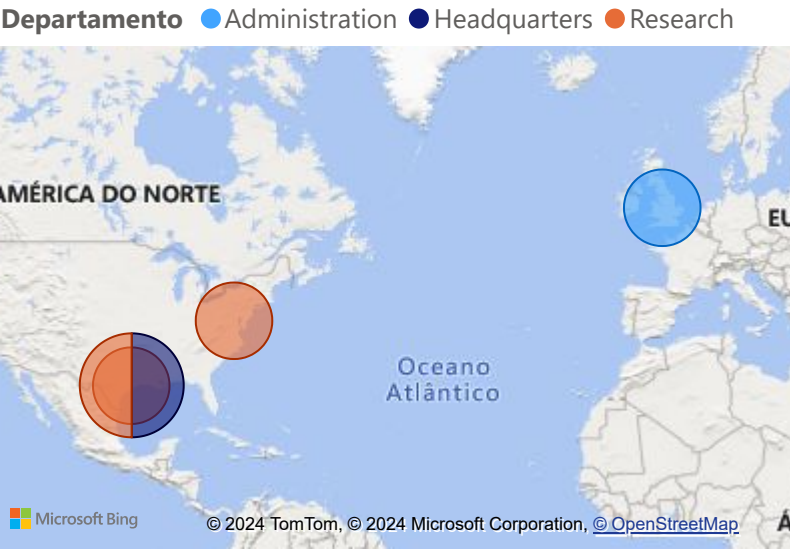 Departamento Administration Headquarters Research
AMÉRICA DO NORTE
EU
Oceano
Atlântico
Microsoft Bing
© 2024 TomTom, © 2024 Microsoft Corporation, © OpenStreetMap
Á